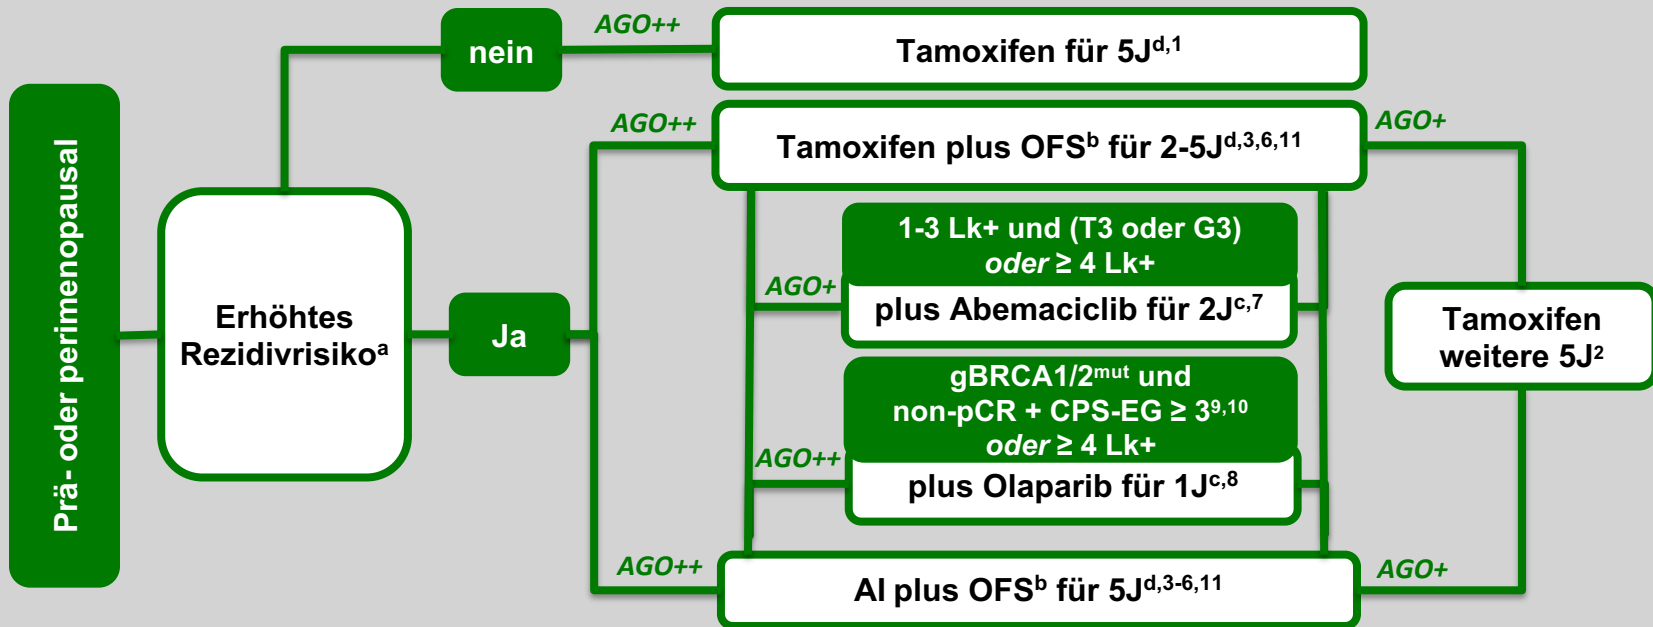 Prä- oder perimenopausal
Erhöhtes
Rezidivrisikoᵃ
nein
AGO++
Tamoxifen für 5Jᵈ,¹
Ja
AGO++
Tamoxifen plus OFSᵇ für 2-5Jᵈ,³,⁶,¹¹
AGO+
1-3 Lk+ und (T3 oder G3)
oder ≥ 4 Lk+
AGO+
plus Abemaciclib für 2Jᶜ,⁷
gBRCA1/2ᵐᵘᵗ und
non-pCR + CPS-EG ≥ 3⁹,¹⁰
oder ≥ 4 Lk+
AGO++
plus Olaparib für 1Jᶜ,⁸
AGO++
AI plus OFSᵇ für 5Jᵈ,³⁻⁶,¹¹
AGO+
Tamoxifen
weitere 5J²